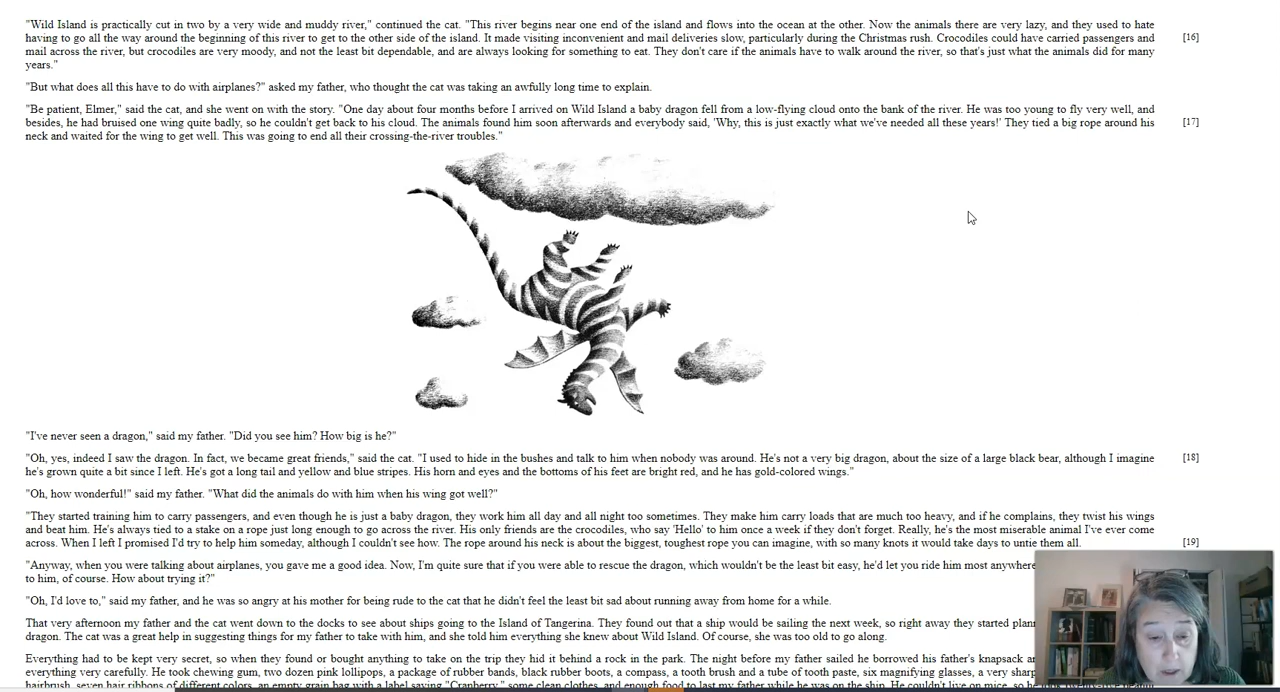 "Wild Island is practically cut in two by a very wide and muddy river," continued the cat. "This river begins near one end of the island and flows into the ocean at the other. Now the animals there are very lazy, and they used to hate
having to go all the way around the beginning of this river to get to the other side of the island. It made visiting inconvenient and mail deliveries slow, particularly during the Christmas rush. Crocodiles could have carried passengers and [16]
mail across the river, but crocodiles are very moody, and not the least bit dependable, and are always looking for something to eat. They don't care if the animals have to walk around the river, so that's just what the animals did for many
years."
"But what does all this have to do with airplanes?" asked my father, who thought the cat was taking an awfully long time to explain.
"Be patient, Elmer," said the cat, and she went on with the story. "One day about four months before I arrived on Wild Island a baby dragon fell from a low-flying cloud onto the bank of the river. He was too young to fly very well, and
besides, he had bruised one wing quite badly, so he couldn't get back to his cloud. The animals found him soon afterwards and everybody said, 'Why, this is just exactly what we've needed all these years!' They tied a big rope around his [17]
neck and waited for the wing to get well. This was going to end all their crossing-the-river troubles."
"I've never seen a dragon," said my father. "Did you see him? How big is he?"
"Oh, yes, indeed I saw the dragon. In fact, we became great friends," said the cat. "I used to hide in the bushes and talk to him when nobody was around. He's not a very big dragon, about the size of a large black bear, although I imagine [18]
he's grown quite a bit since I left. He's got a long tail and yellow and blue stripes. His horn and eyes and the bottoms of his feet are bright red, and he has gold-colored wings."
"Oh, how wonderful!" said my father. "What did the animals do with him when his wing got well?"
"They started training him to carry passengers, and even though he is just a baby dragon, they work him all day and all night too sometimes. They make him carry loads that are much too heavy, and if he complains, they twist his wings
and beat him. He's always tied to a stake on a rope just long enough to go across the river. His only friends are the crocodiles, who say 'Hello' to him once a week if they don't forget. Really, he's the most miserable animal I've ever come
across. When I left I promised I'd try to help him someday, although I couldn't see how. The rope around his neck is about the biggest, toughest rope you can imagine, with so many knots it would take days to untie them all. [19]
"Anyway, when you were talking about airplanes, you gave me a good idea. Now, I'm quite sure that if you were able to rescue the dragon, which wouldn't be the least bit easy, he'd let you ride him most anywhere
to him, of course. How about trying it?"
"Oh, I'd love to," said my father, and he was so angry at his mother for being rude to the cat that he didn't feel the least bit sad about running away from home for a while.
That very afternoon my father and the cat went down to the docks to see about ships going to the Island of Tangerina. They found out that a ship would be sailing the next week, so right away they started
dragon. The cat was a great help in suggesting things for my father to take with him, and she told him everything she knew about Wild Island. Of course, she was too old to go along.
Everything had to be kept very secret, so when they found or bought anything to take on the trip they hid it behind a rock in the park. The night before my father sailed he borrowed his father's knapsack
everything very carefully. He took chewing gum, two dozen pink lollipops, a package of rubber bands, black rubber boots, a compass, a tooth brush and a tube of tooth paste, six magnifying glasses, a very
hairbrush, seven hair ribbons of different colors, an empty grain bag with a label saying "Cranberry," some clean clothes, and enough food to last my father while he was on the ship. He couldn't live on mice, so